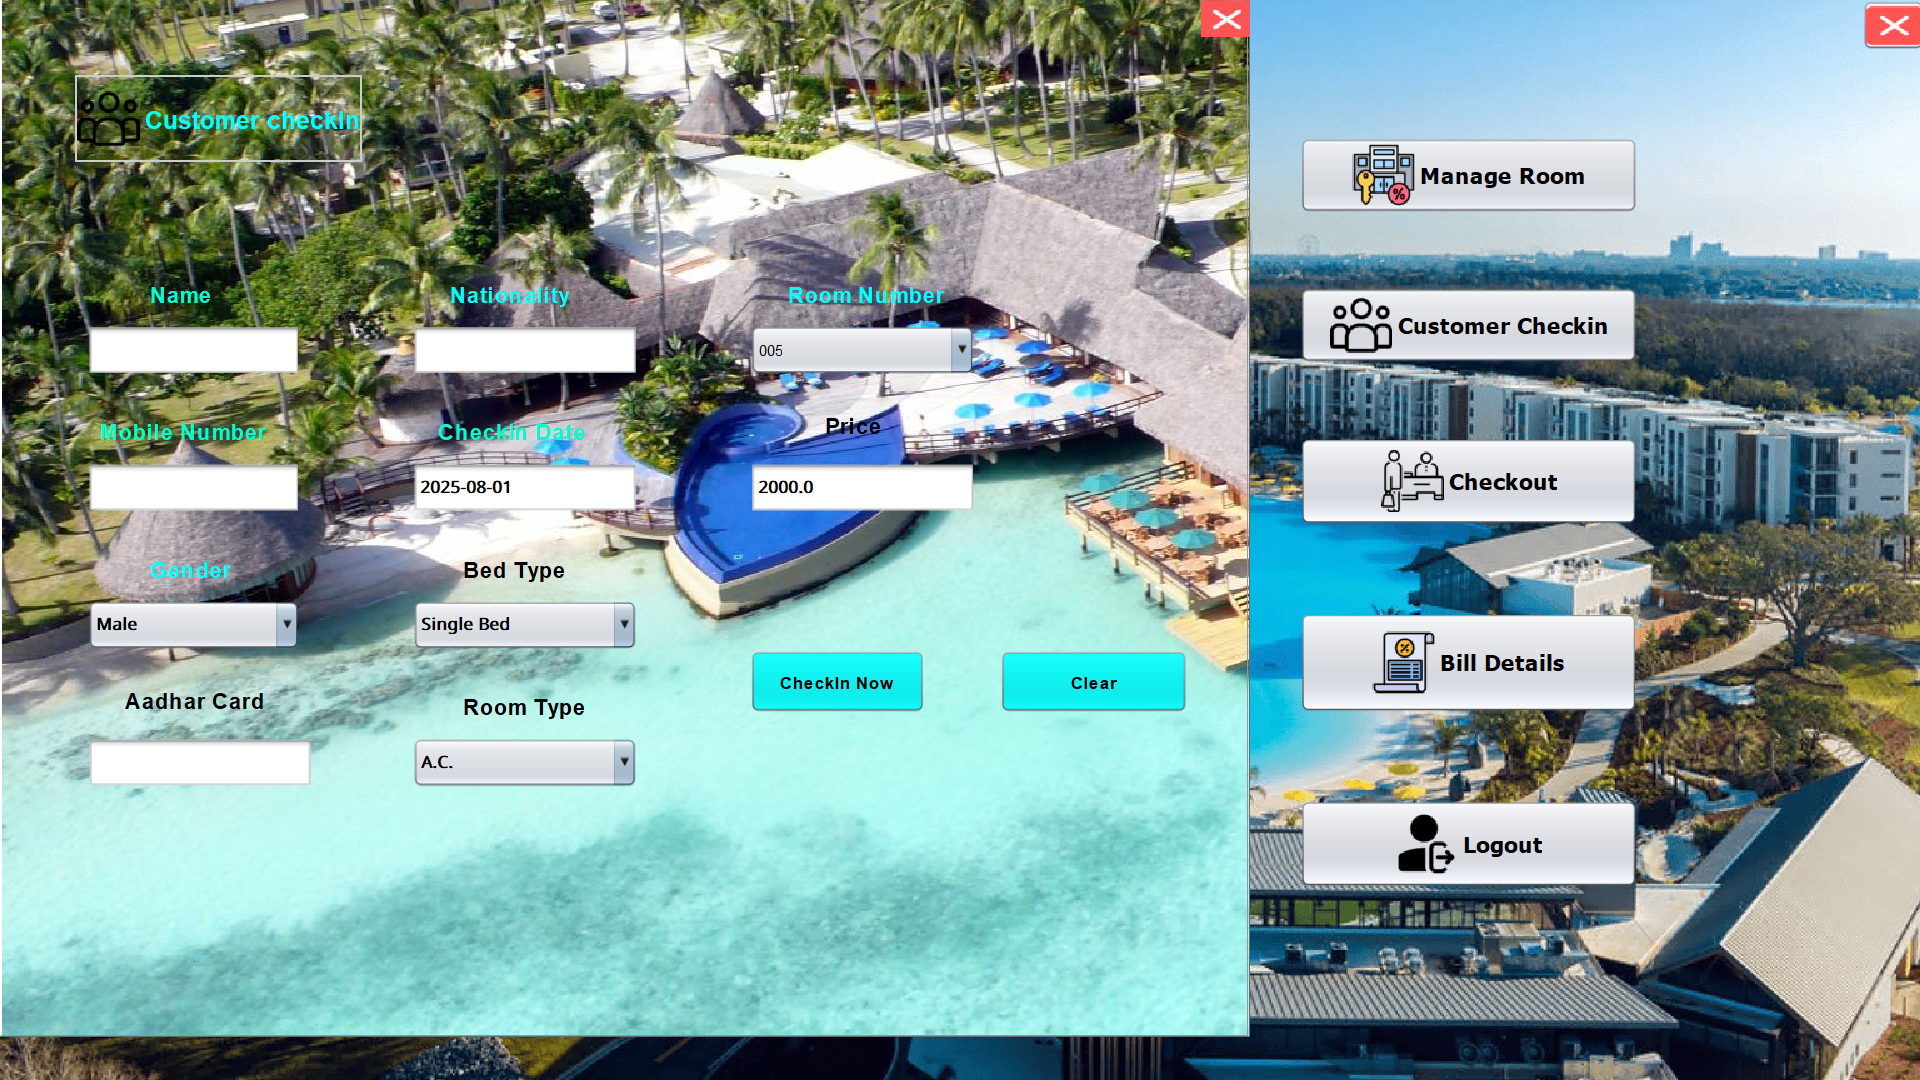 Customer checkIn
Name
Nationality
Room Number
005
Mobile Number
CheckIn Date
Price
2025-08-01
2000.0
Gender
Bed Type
Male
Single Bed
Aadhar Card
Room Type
CheckIn Now
Clear
A.C.
Manage Room
Customer Checkin
Checkout
Bill Details
Logout